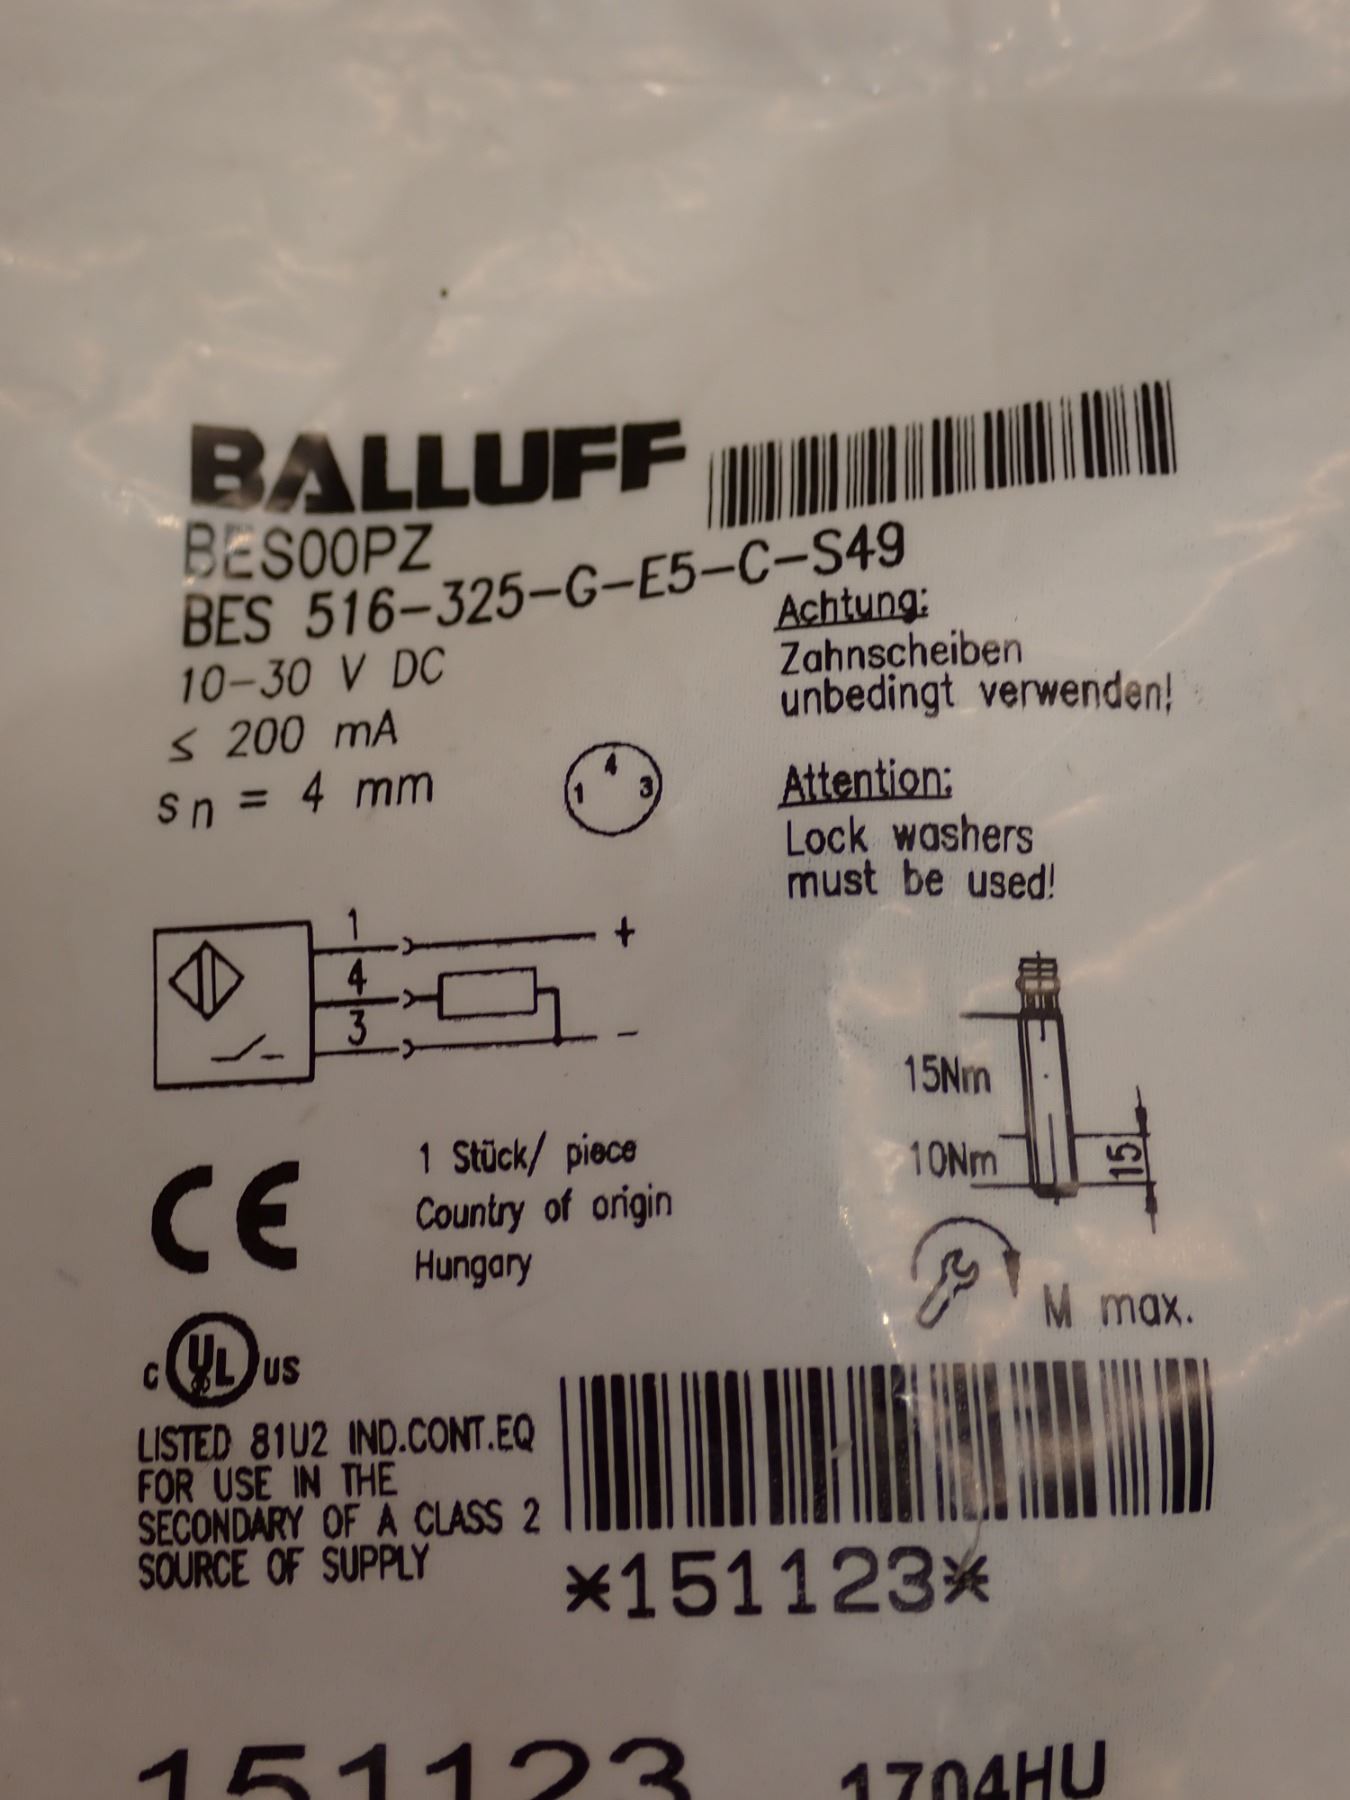 BALLUFF
BES00PZ
BES 516-325-G-E5-C-S49
10-30 V DC
≤ 200 mA
sn = 4 mm
1 4 3
Achtung:
Zahnscheiben
unbedingt verwenden!
Attention:
Lock washers
must be used!
1 +
4
3 -
15Nm
10Nm
15
M max.
1 Stück/ piece
Country of origin
Hungary
CE
c UL us
LISTED 81U2 IND.CONT.EQ
FOR USE IN THE
SECONDARY OF A CLASS 2
SOURCE OF SUPPLY
*151123*
151123 1704HU